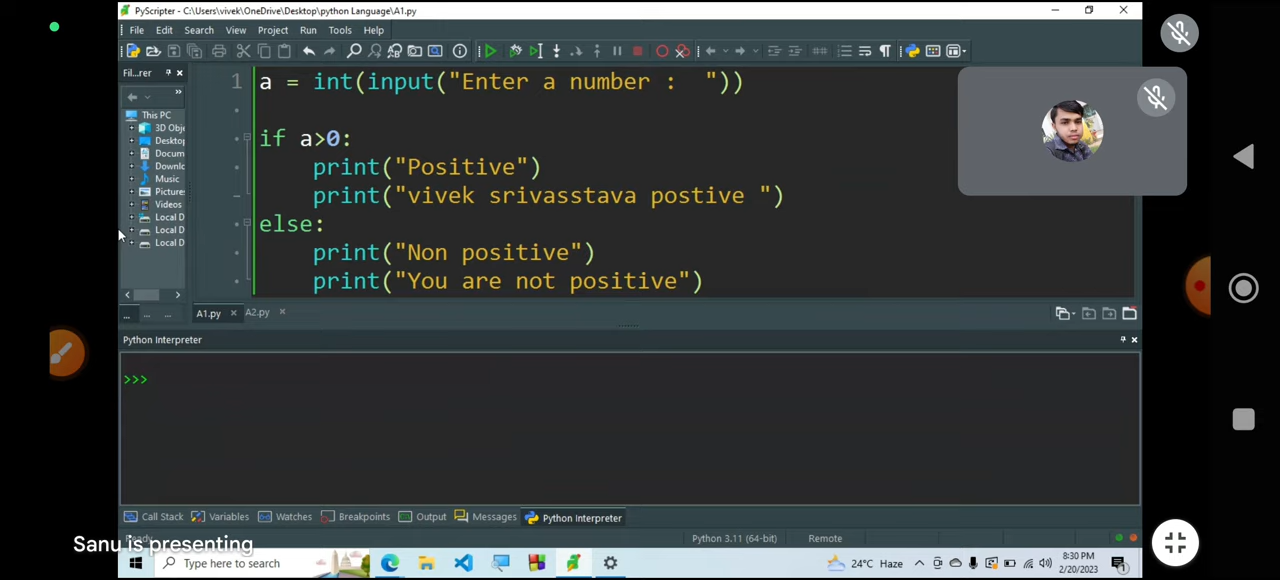 PyScripter - C:\Users\vivek\OneDrive\Desktop\python Language\A1.py
File Edit Search View Project Run Tools Help
Fil...rer
This PC
3D Obje
Desktop
Docum
Downlo
Music
Pictures
Videos
Local D
Local D
Local D
1
a = int(input("Enter a number :  "))
if a>0:
print("Positive")
print("vivek srivasstava postive ")
else:
print("Non positive")
print("You are not positive")
A1.py A2.py
Python Interpreter
>>>
Call Stack Variables Watches Breakpoints Output Messages Python Interpreter
Ready Python 3.11 (64-bit) Remote
Sanu is presenting
Type here to search
24°C Haze
8:30 PM
2/20/2023